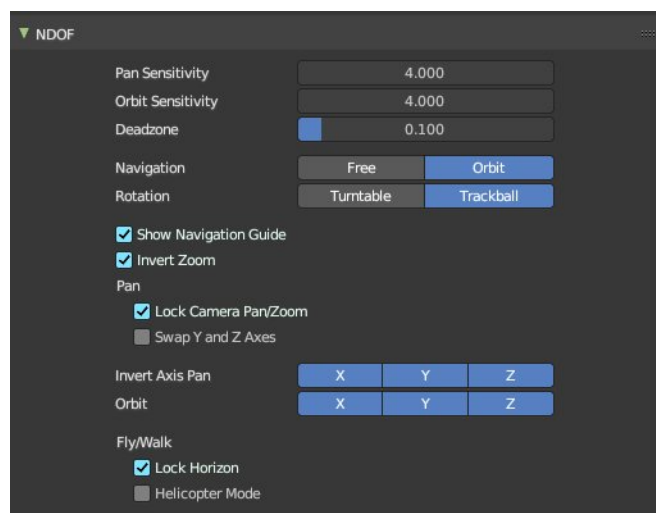 NDOF
Pan Sensitivity 4.000
Orbit Sensitivity 4.000
Deadzone 0.100
Navigation Free Orbit
Rotation Turntable Trackball
Show Navigation Guide
Invert Zoom
Pan
Lock Camera Pan/Zoom
Swap Y and Z Axes
Invert Axis Pan X Y Z
Orbit X Y Z
Fly/Walk
Lock Horizon
Helicopter Mode